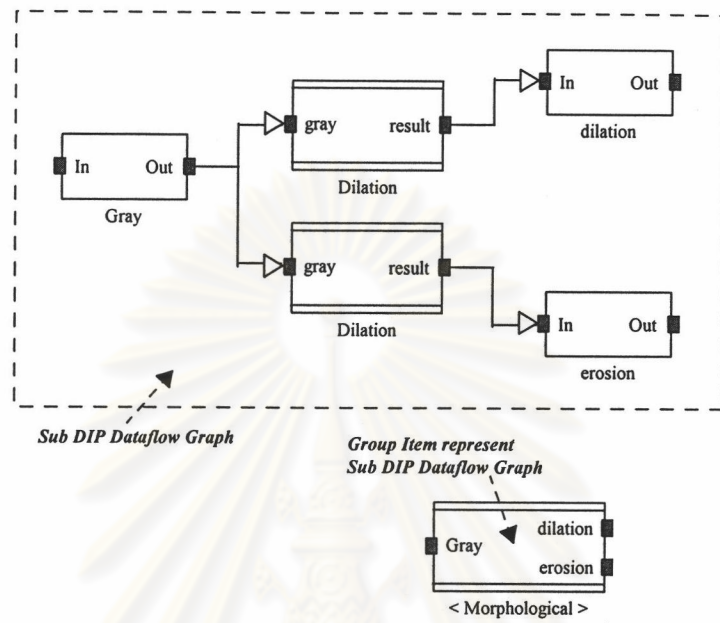 In Out
dilation
gray result
Dilation
In Out
Gray
gray result
Dilation
In Out
erosion
Sub DIP Dataflow Graph
Group Item represent
Sub DIP Dataflow Graph
dilation
Gray
erosion
< Morphological >